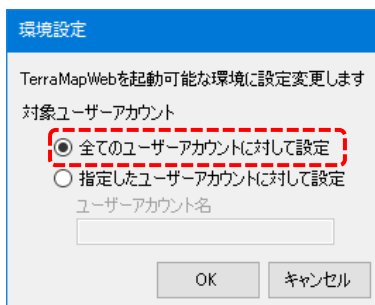 環境設定
TerraMapWebを起動可能な環境に設定変更します
対象ユーザーアカウント
全てのユーザーアカウントに対して設定
指定したユーザーアカウントに対して設定
ユーザーアカウント名
OK キャンセル